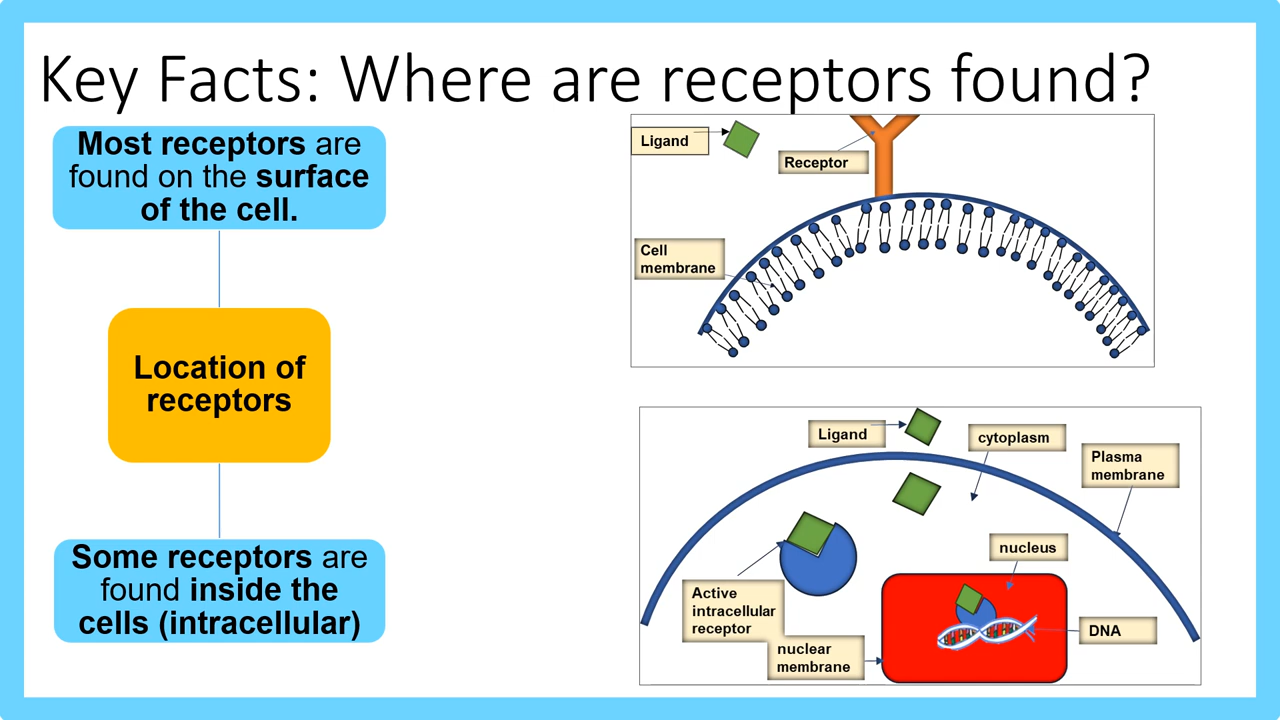 Key Facts: Where are receptors found?
Most receptors are
found on the surface
of the cell.
Location of
receptors
Some receptors are
found inside the
cells (intracellular)
Ligand
Receptor
Cell
membrane
Ligand
cytoplasm
Plasma
membrane
nucleus
Active
intracellular
receptor
DNA
nuclear
membrane